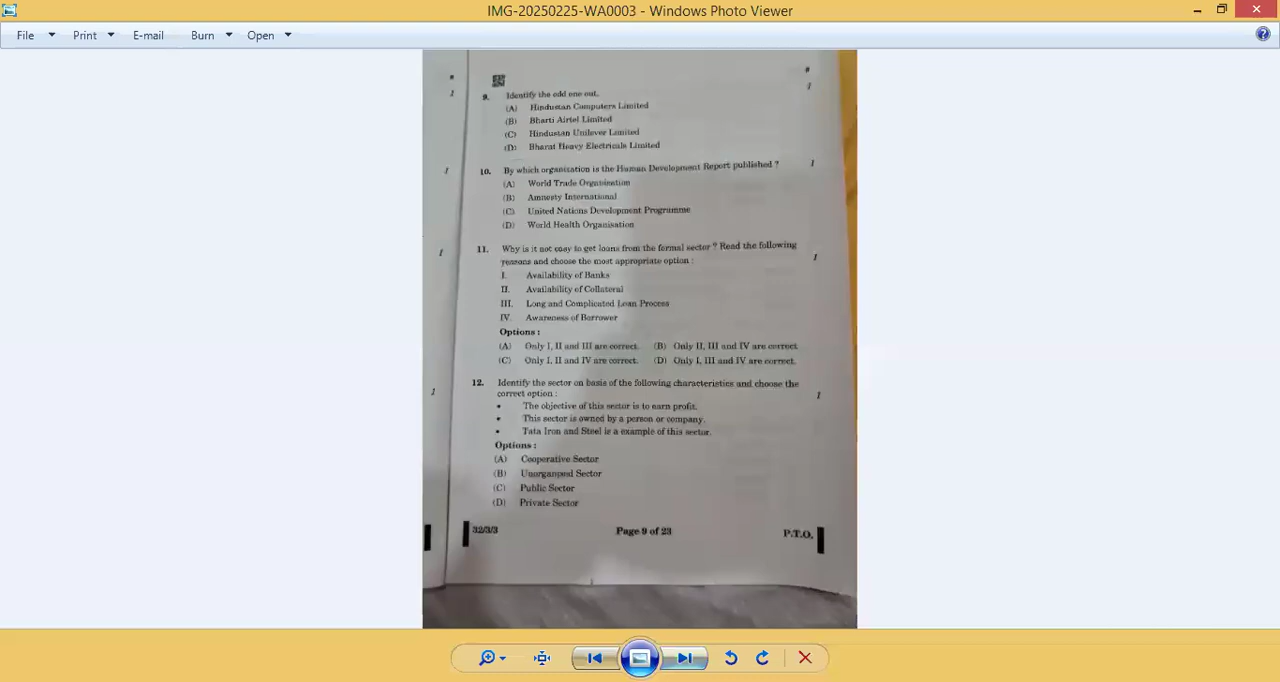 IMG-20250225-WA0003 - Windows Photo Viewer
File Print E-mail Burn Open
#
#
1
1
9. Identify the odd one out.
(A) Hindustan Computers Limited
(B) Bharti Airtel Limited
(C) Hindustan Unilever Limited
(D) Bharat Heavy Electricals Limited
1
10. By which organization is the Human Development Report published ? 1
(A) World Trade Organisation
(B) Amnesty International
(C) United Nations Development Programme
(D) World Health Organisation
1
11. Why is it not easy to get loans from the formal sector ? Read the following
reasons and choose the most appropriate option : 1
I. Availability of Banks
II. Availability of Collateral
III. Long and Complicated Loan Process
IV. Awareness of Borrower
Options :
(A) Only I, II and III are correct. (B) Only II, III and IV are correct
(C) Only I, II and IV are correct. (D) Only I, III and IV are correct.
1
12. Identify the sector on basis of the following characteristics and choose the
correct option : 1
• The objective of this sector is to earn profit.
• This sector is owned by a person or company.
• Tata Iron and Steel is a example of this sector.
Options :
(A) Cooperative Sector
(B) Unorganised Sector
(C) Public Sector
(D) Private Sector
32/3/3 Page 9 of 23 P.T.O.